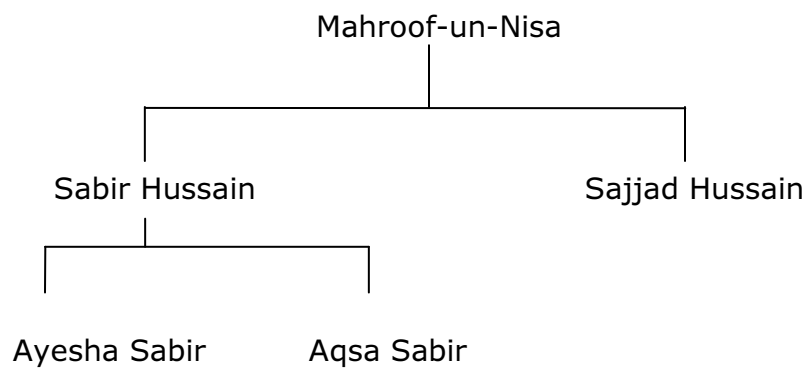 Mahroof-un-Nisa
Sabir Hussain
Sajjad Hussain
Ayesha Sabir
Aqsa Sabir